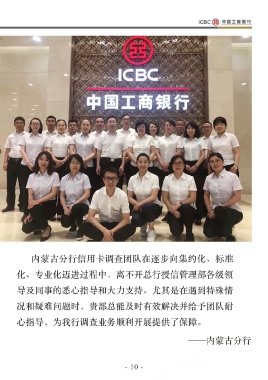 ICBC 中国工商银行
ICBC
中国工商银行
内蒙古分行信用卡调查团队在逐步向集约化、标准
化、专业化迈进过程中，离不开总行授信管理部各级领
导及同事的悉心指导和大力支持。尤其是在遇到特殊情
况和疑难问题时，贵部总能及时有效解决并给予团队耐
心指导，为我行调查业务顺利开展提供了保障。
——内蒙古分行
- 10 -